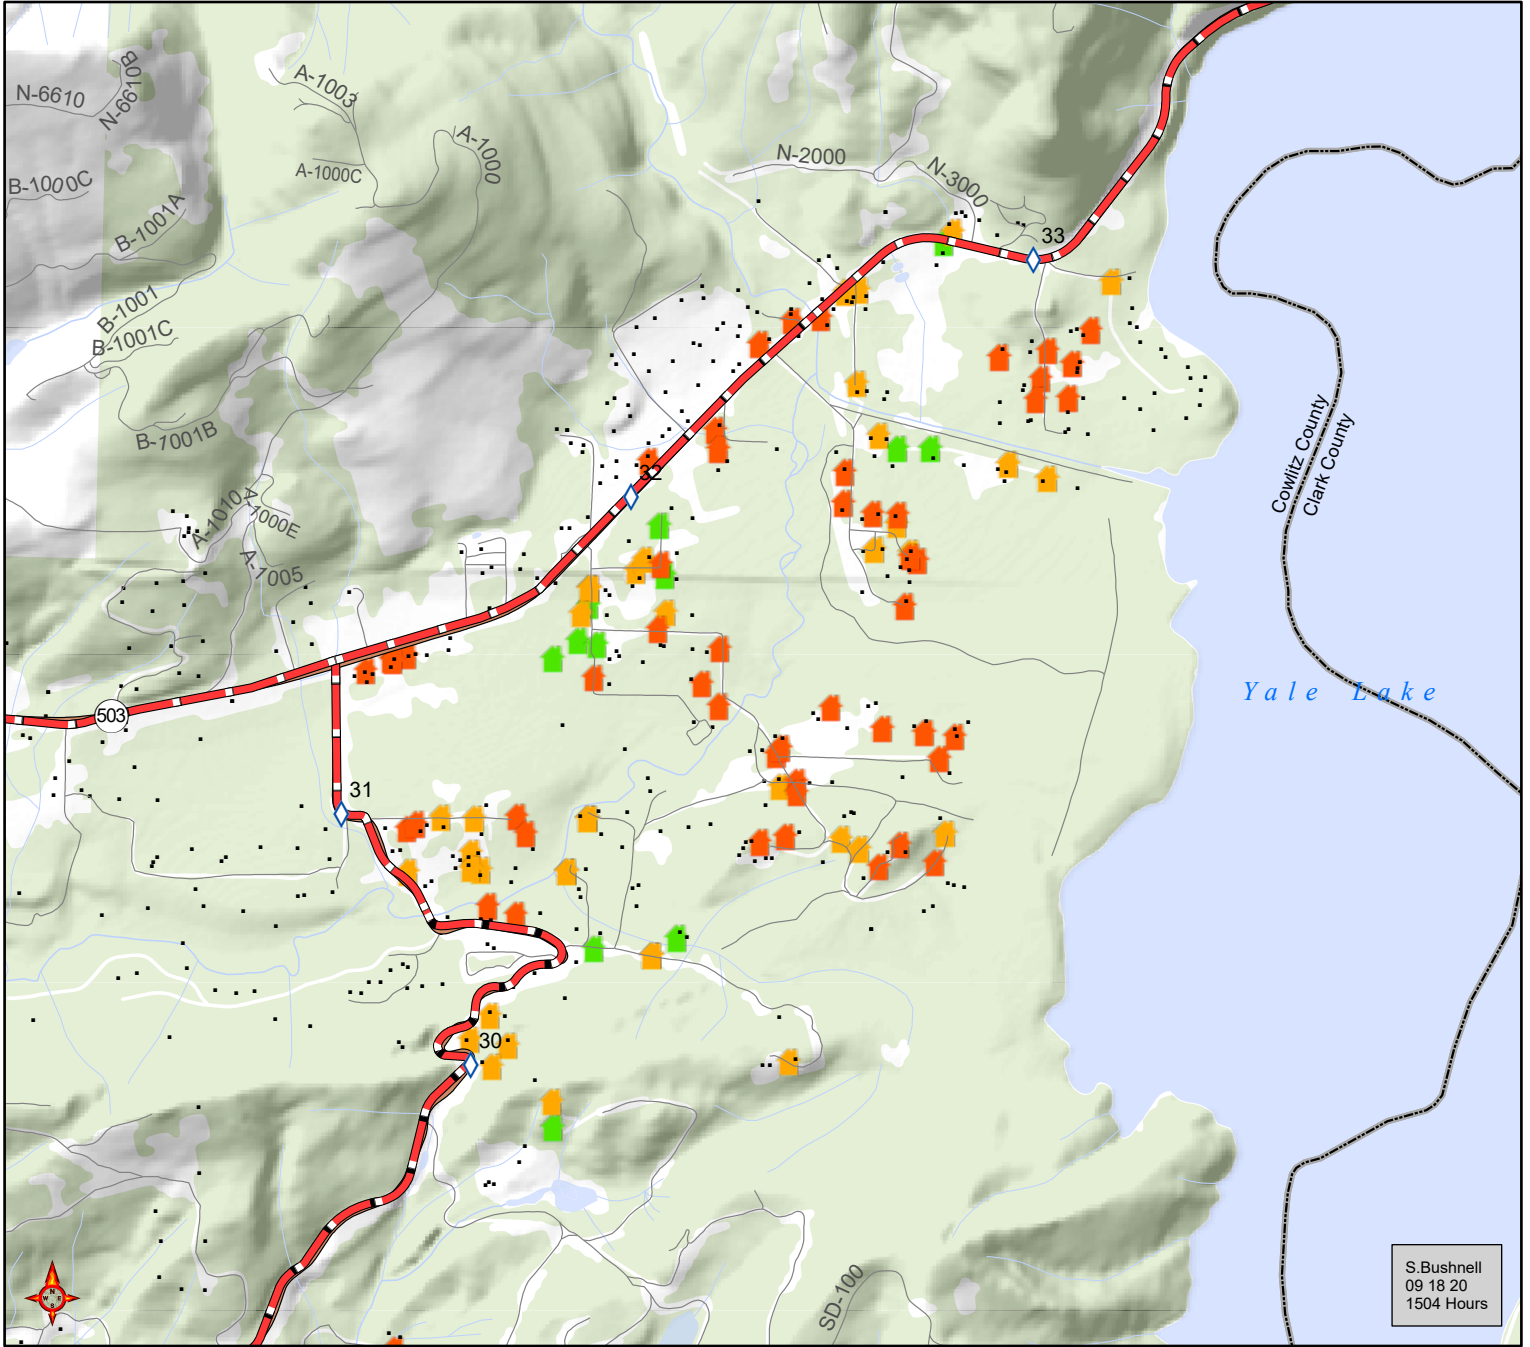 N-6610
N-6610B
A-1003
A-1000
A-1000C
N-2000
N-3000
B-1000C
B-1001A
33
B-1001
B-1001C
B-1001B
Cowlitz County
Clark County
32
A-1010
A-1000E
A-1005
Yale Lake
503
31
30
N
W E
S
SD-100
S.Bushnell
09 18 20
1504 Hours